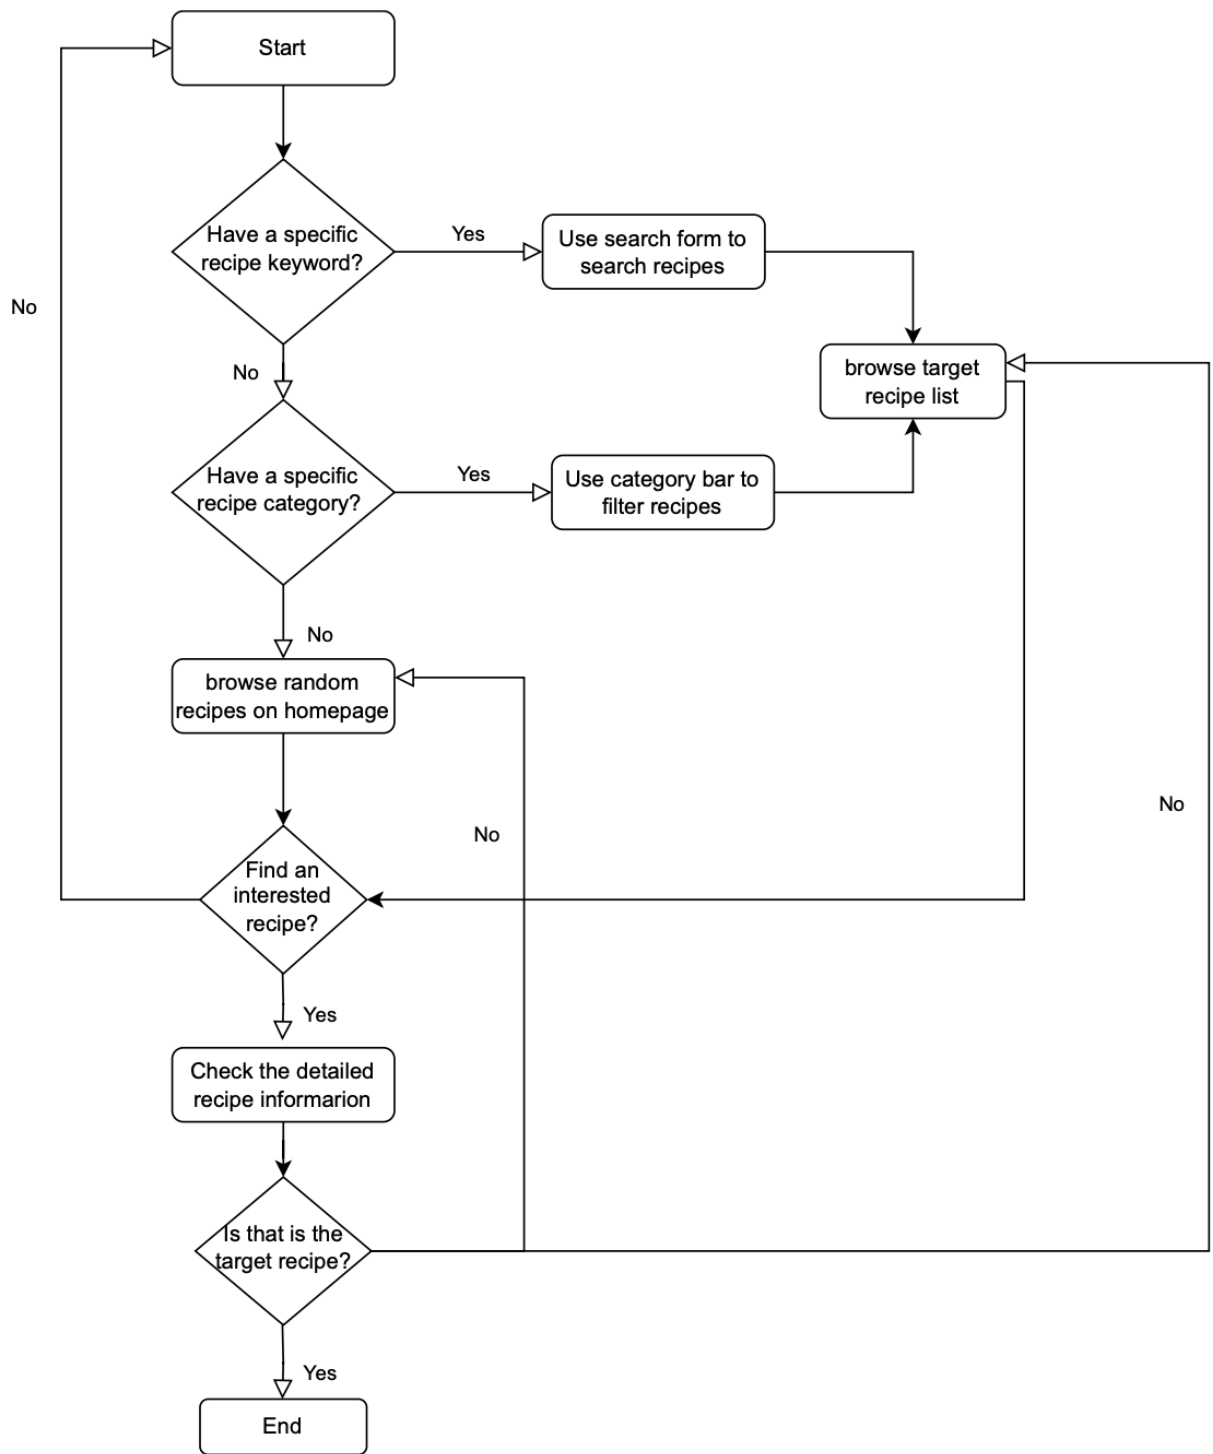 Start
Have a specific
recipe keyword?
Yes
Use search form to
search recipes
No
No
browse target
recipe list
Have a specific
recipe category?
Yes
Use category bar to
filter recipes
No
browse random
recipes on homepage
No
No
Find an
interested
recipe?
Yes
Check the detailed
recipe informarion
Is that is the
target recipe?
Yes
End